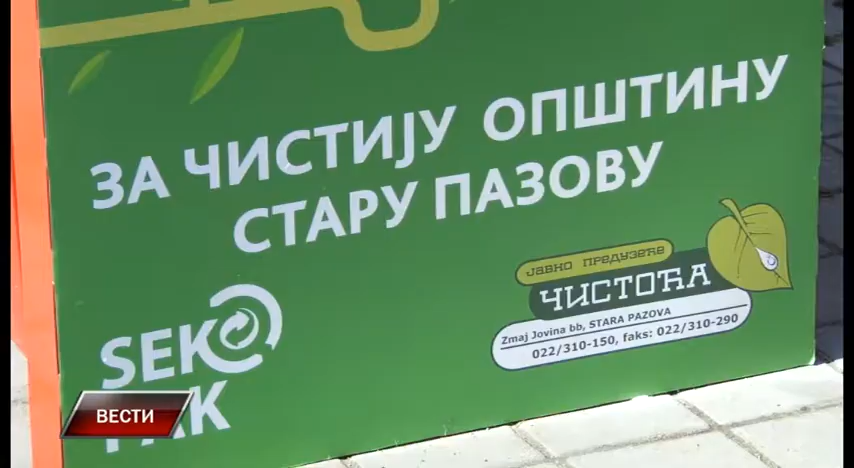 ЗА ЧИСТИЈУ ОПШТИНУ
СТАРУ ПАЗОВУ
ЈАВНО ПРЕДУЗЕЋЕ
ЧИСТОЋА
Zmaj Jovina bb, STARA PAZOVA
022/310-150, faks: 022/310-290
SEKO
PAK
ВЕСТИ